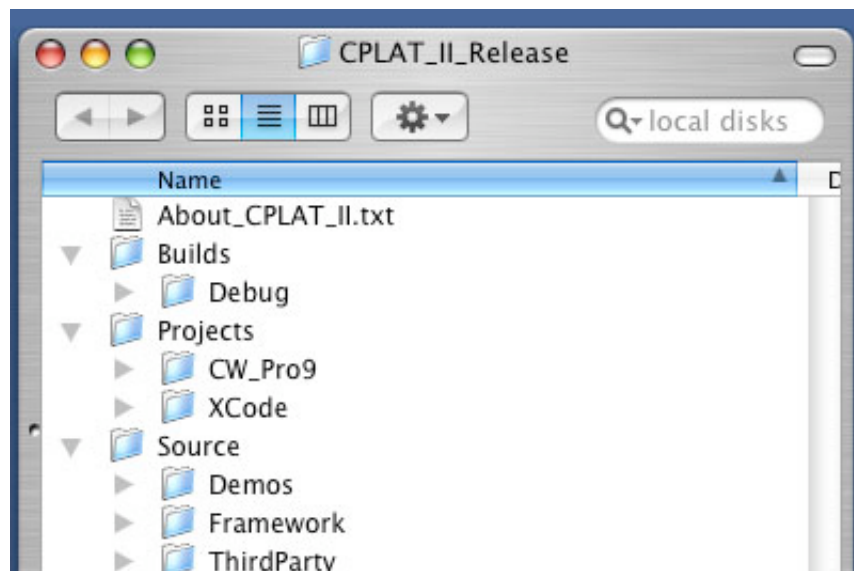 CPLAT_II_Release
local disks
Name
About_CPLAT_II.txt
Builds
Debug
Projects
CW_Pro9
XCode
Source
Demos
Framework
ThirdParty